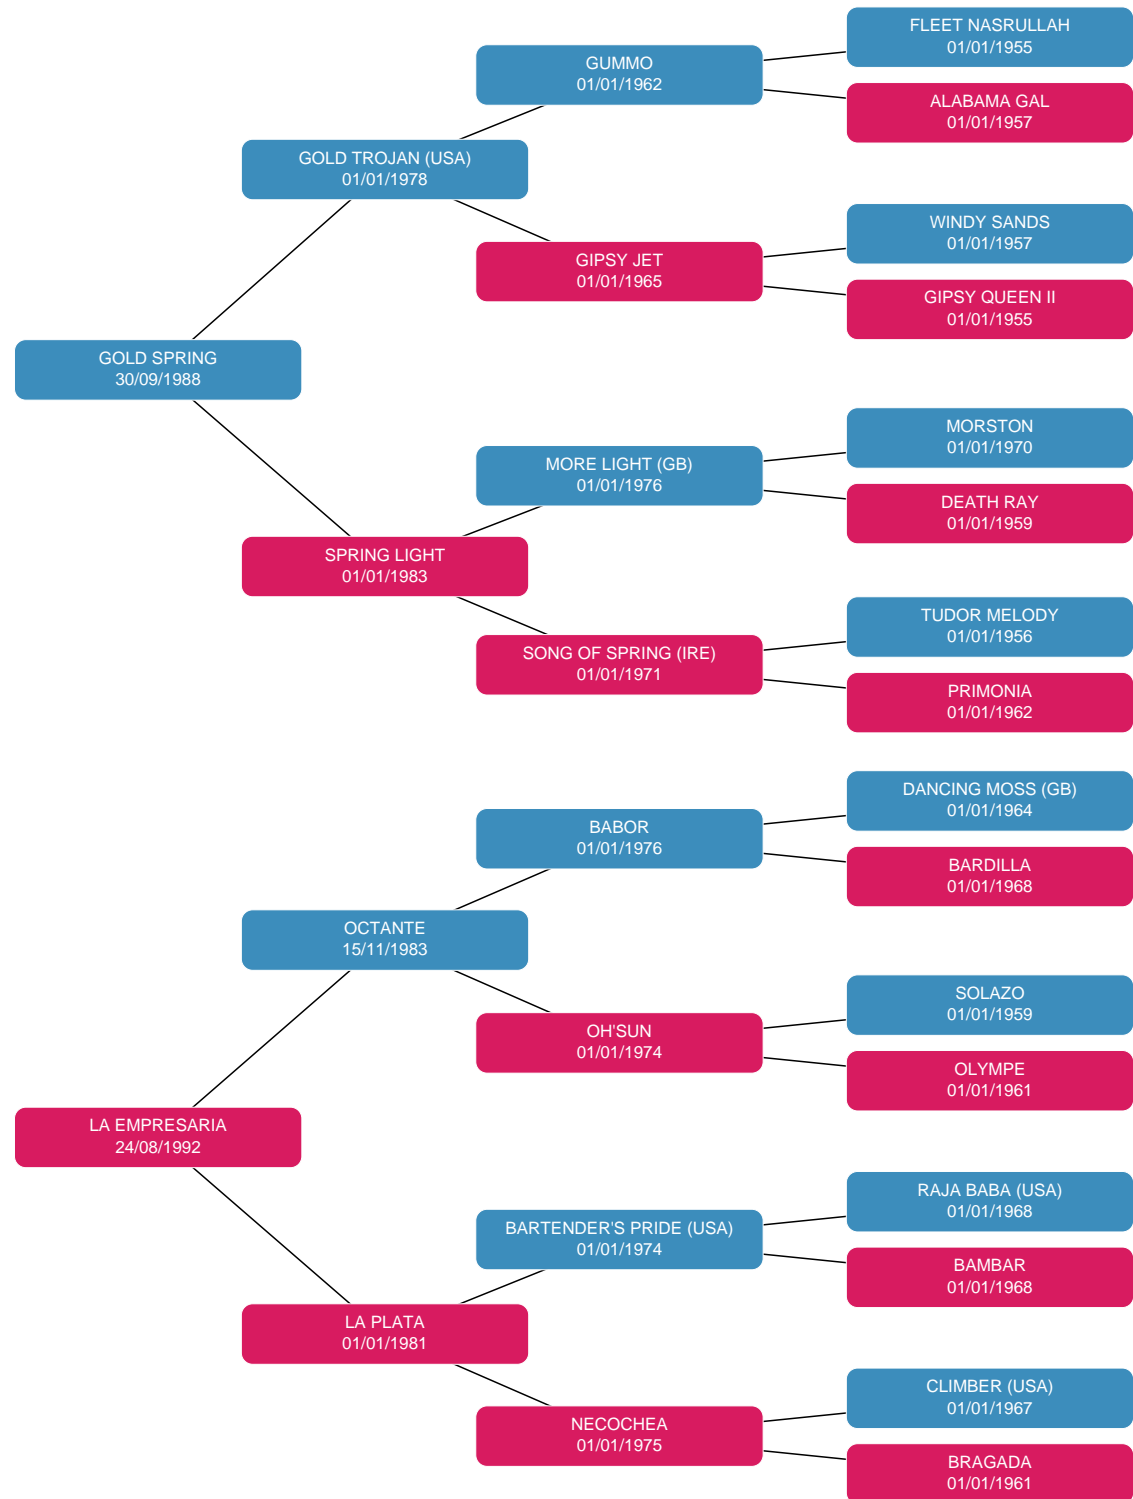 FLEET NASRULLAH
01/01/1955
GUMMO
01/01/1962
ALABAMA GAL
01/01/1957
GOLD TROJAN (USA)
01/01/1978
WINDY SANDS
01/01/1957
GIPSY JET
01/01/1965
GIPSY QUEEN II
01/01/1955
GOLD SPRING
30/09/1988
MORSTON
01/01/1970
MORE LIGHT (GB)
01/01/1976
DEATH RAY
01/01/1959
SPRING LIGHT
01/01/1983
TUDOR MELODY
01/01/1956
SONG OF SPRING (IRE)
01/01/1971
PRIMONIA
01/01/1962
DANCING MOSS (GB)
01/01/1964
BABOR
01/01/1976
BARDILLA
01/01/1968
OCTANTE
15/11/1983
SOLAZO
01/01/1959
OH'SUN
01/01/1974
OLYMPE
01/01/1961
LA EMPRESARIA
24/08/1992
RAJA BABA (USA)
01/01/1968
BARTENDER'S PRIDE (USA)
01/01/1974
BAMBAR
01/01/1968
LA PLATA
01/01/1981
CLIMBER (USA)
01/01/1967
NECOCHEA
01/01/1975
BRAGADA
01/01/1961